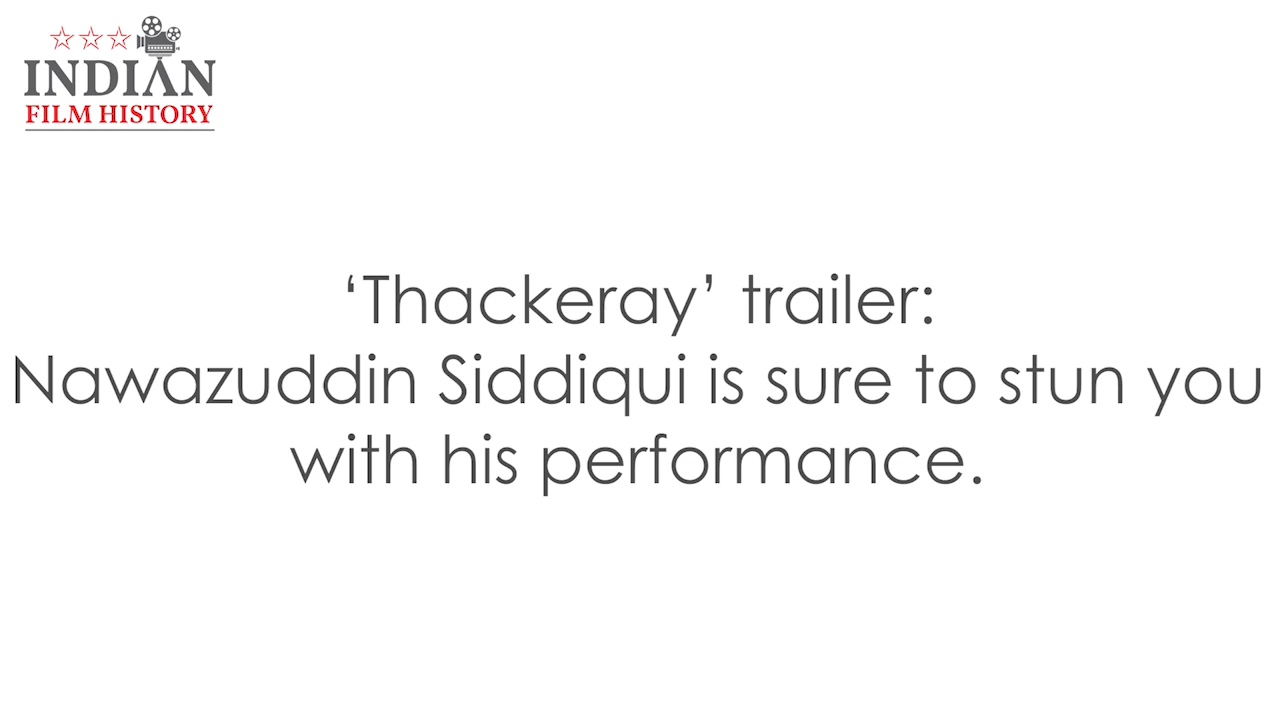 INDIAN
FILM HISTORY
‘Thackeray’ trailer:
Nawazuddin Siddiqui is sure to stun you
with his performance.